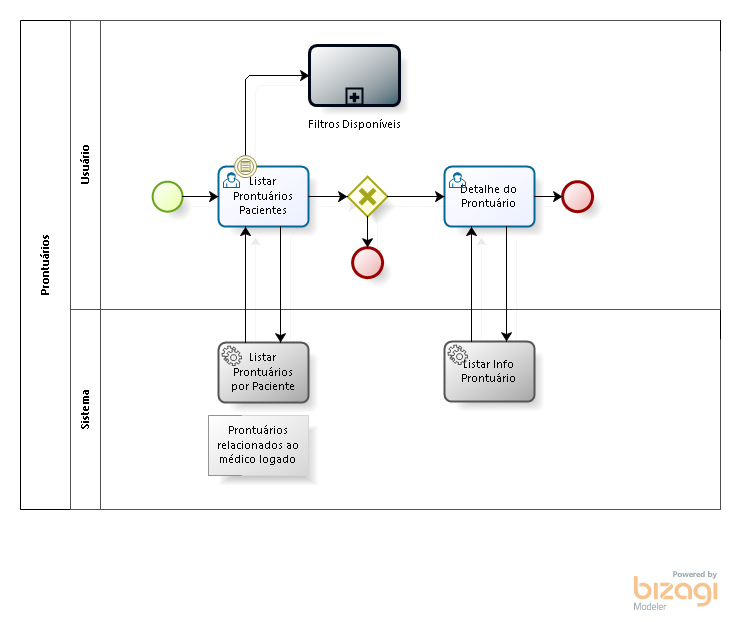 Prontuários
Usuário
Sistema
Filtros Disponíveis
Listar
Prontuários
Pacientes
Detalhe do
Prontuário
Listar
Prontuários
por Paciente
Listar Info
Prontuário
Prontuários
relacionados ao
médico logado
Powered by
bizagi
Modeler